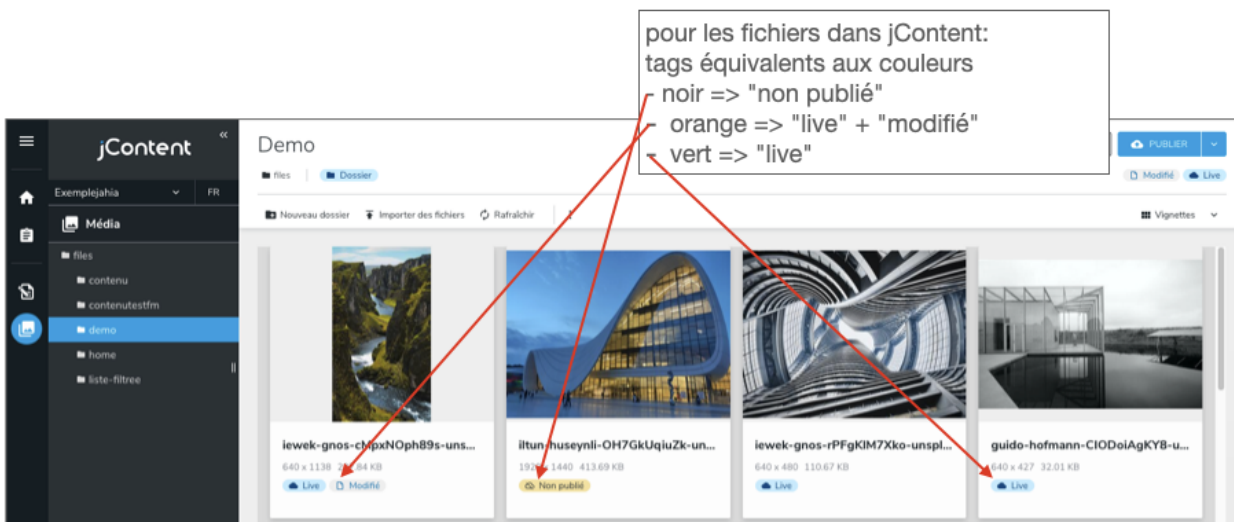 pour les fichiers dans jContent:
tags équivalents aux couleurs
- noir => "non publié"
- orange => "live" + "modifié"
- vert => "live"
jContent
«
Demo
PUBLIER
files
Dossier
Modifié
Live
Exemplejahia
FR
Nouveau dossier
Importer des fichiers
Rafraîchir
Vignettes
Média
files
contenu
contenutestfm
demo
home
liste-filtree
iewek-gnos-cMpxNOph89s-uns...
iltun-huseynli-OH7GkUqiuZk-un...
iewek-gnos-rPFgKIM7Xko-unspl...
guido-hofmann-CIODoiAgKY8-u...
640 x 1138
84 KB
1440 413.69 KB
640 x 480 110.67 KB
640 x 427 32.01 KB
Live
Modifié
Non publié
Live
Live